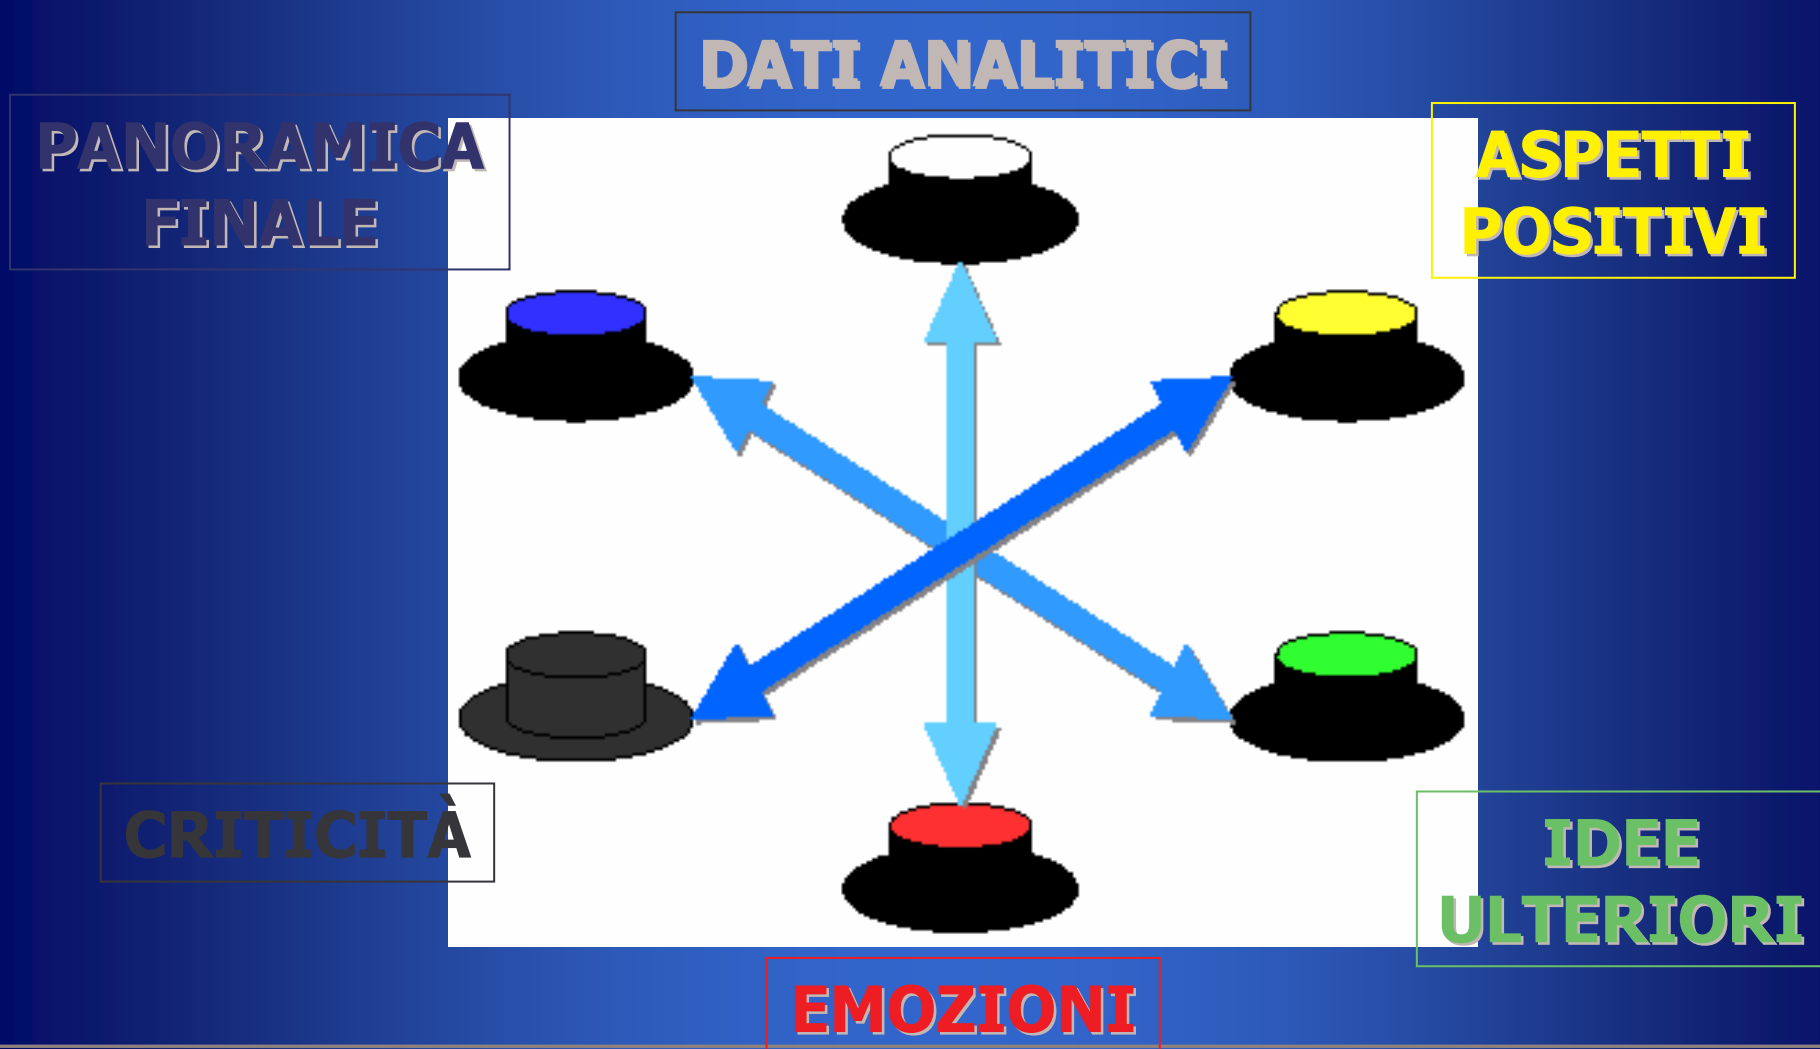 DATI ANALITICI
PANORAMICA
FINALE
ASPETTI
POSITIVI
CRITICITÀ
IDEE
ULTERIORI
EMOZIONI